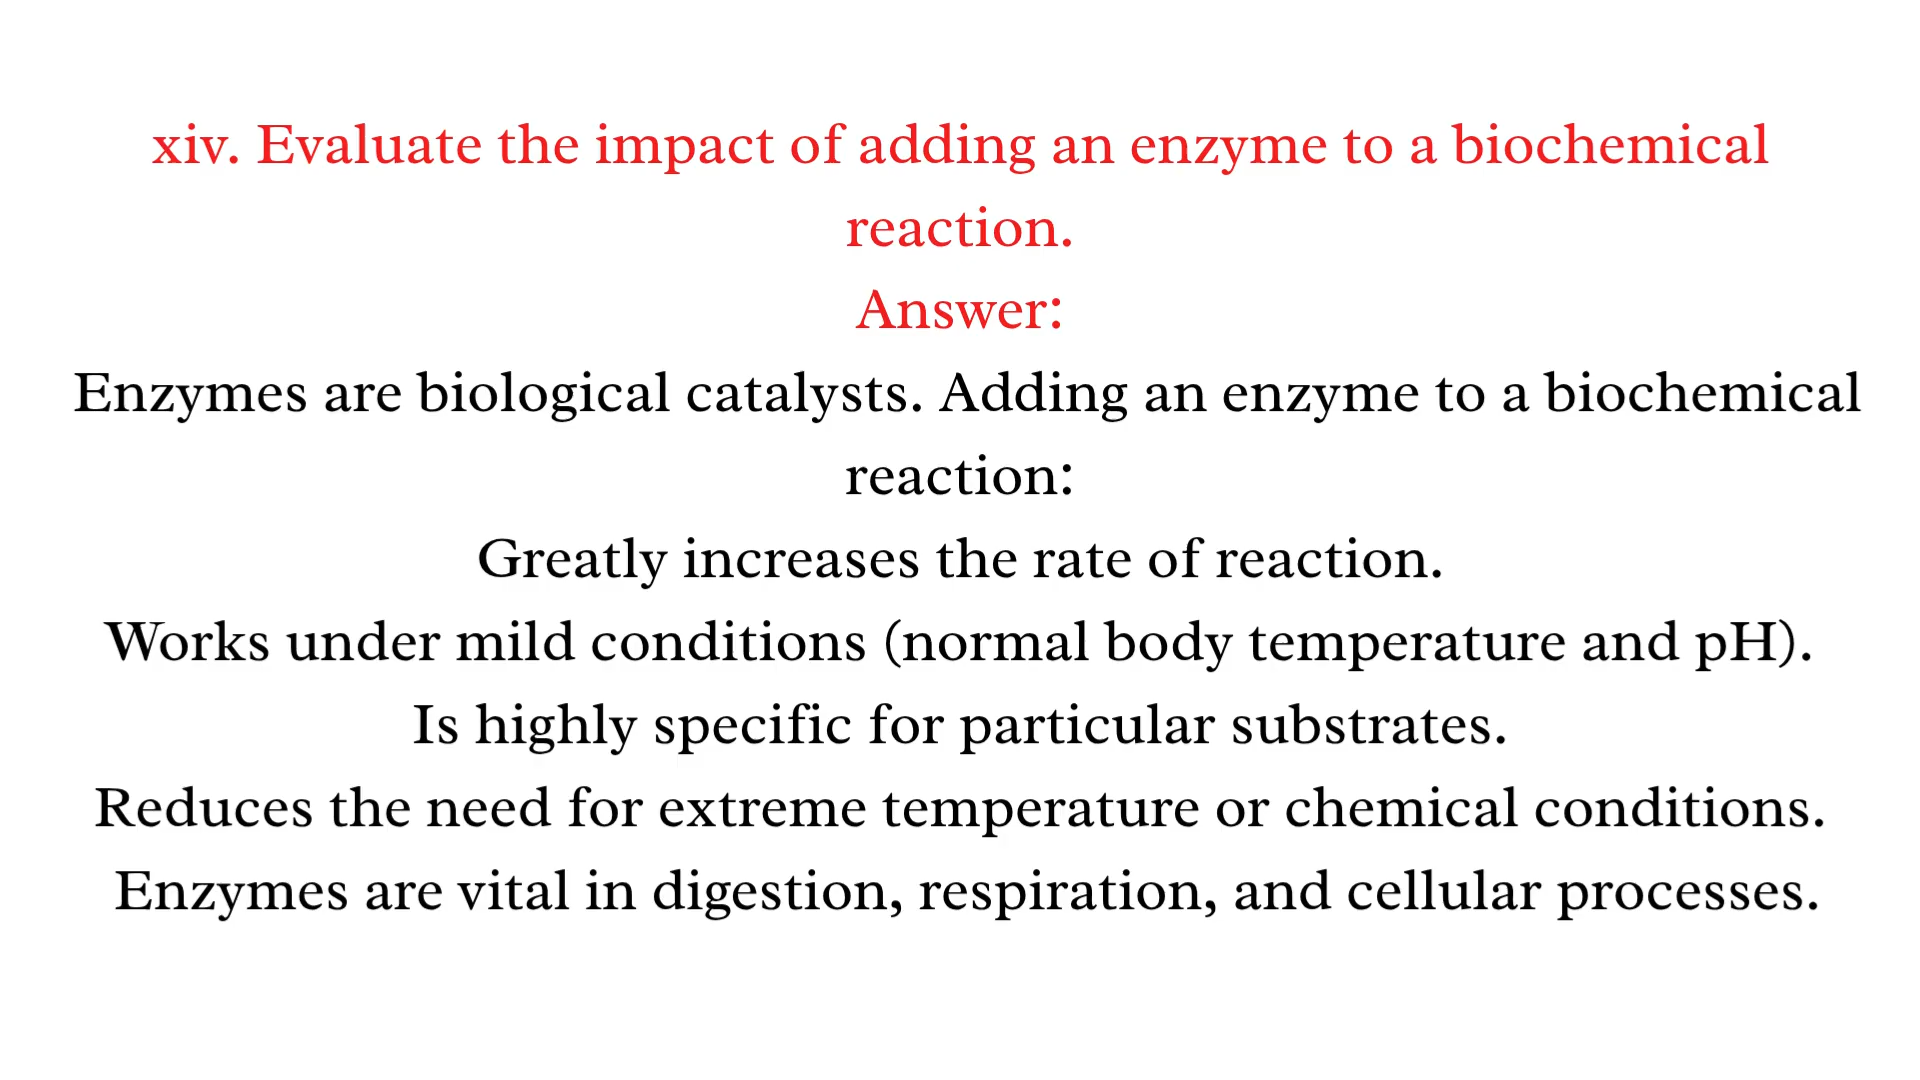 xiv. Evaluate the impact of adding an enzyme to a biochemical
reaction.
Answer:
Enzymes are biological catalysts. Adding an enzyme to a biochemical
reaction:
Greatly increases the rate of reaction.
Works under mild conditions (normal body temperature and pH).
Is highly specific for particular substrates.
Reduces the need for extreme temperature or chemical conditions.
Enzymes are vital in digestion, respiration, and cellular processes.